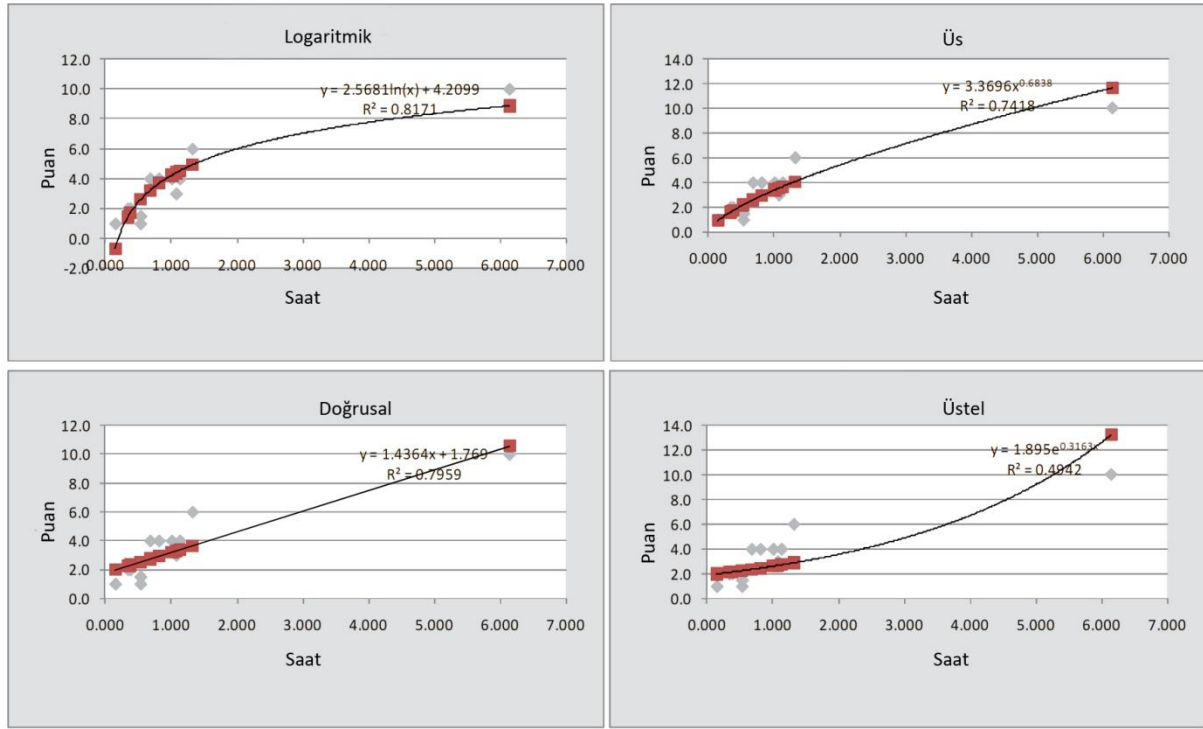 Logaritmik
12.0
10.0
8.0
6.0
4.0
2.0
0.0
-2.0
y = 2.5681ln(x) + 4.2099
R² = 0.8171
Puan
0.000 1.000 2.000 3.000 4.000 5.000 6.000 7.000
Saat
Üs
14.0
12.0
10.0
8.0
6.0
4.0
2.0
0.0
y = 3.3696x^0.6838
R² = 0.7418
Puan
0.000 1.000 2.000 3.000 4.000 5.000 6.000 7.000
Saat
Doğrusal
12.0
10.0
8.0
6.0
4.0
2.0
0.0
y = 1.4364x + 1.769
R² = 0.7959
Puan
0.000 1.000 2.000 3.000 4.000 5.000 6.000 7.000
Saat
Üstel
14.0
12.0
10.0
8.0
6.0
4.0
2.0
0.0
y = 1.895e^0.3163x
R² = 0.4942
Puan
0.000 1.000 2.000 3.000 4.000 5.000 6.000 7.000
Saat